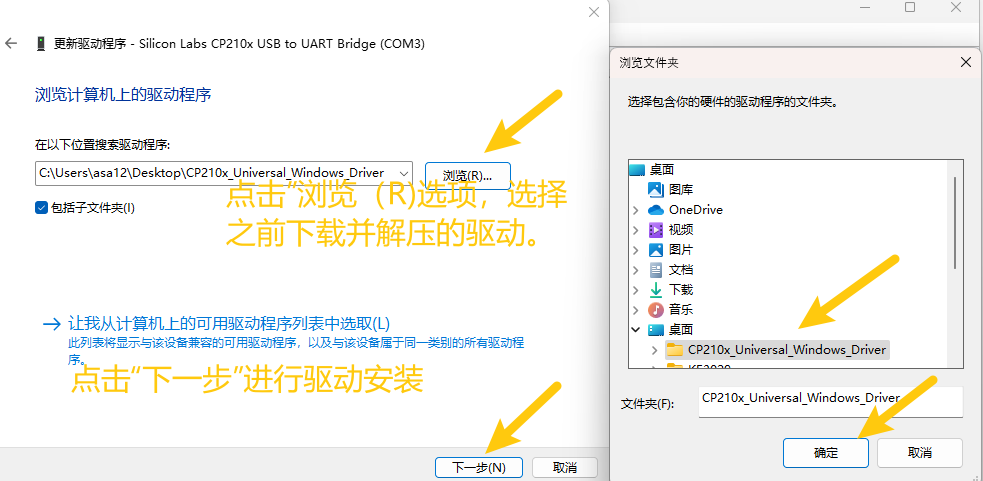 更新驱动程序 - Silicon Labs CP210x USB to UART Bridge (COM3)
浏览计算机上的驱动程序
在以下位置搜索驱动程序:
C:\Users\asa12\Desktop\CP210x_Universal_Windows_Driver
浏览(R)...
包括子文件夹(I)
点击“浏览（R)选项，选择
之前下载并解压的驱动。
让我从计算机上的可用驱动程序列表中选取(L)
此列表将显示与该设备兼容的可用驱动程序，以及与该设备属于同一类别的所有驱动程
序。
点击“下一步”进行驱动安装
下一步(N)
取消
浏览文件夹
选择包含你的硬件的驱动程序的文件夹。
桌面
图库
OneDrive
视频
图片
文档
下载
音乐
桌面
CP210x_Universal_Windows_Driver
文件夹(F):
CP210x_Universal_Windows_Driver
确定
取消